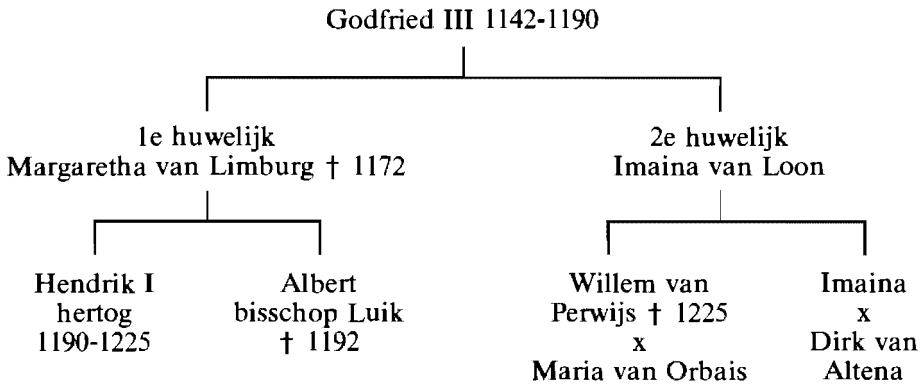 Godfried III 1142-1190
1e huwelijk
Margaretha van Limburg † 1172
2e huwelijk
Imaina van Loon
Hendrik I
hertog
1190-1225
Albert
bisschop Luik
† 1192
Willem van
Perwijs † 1225
x
Maria van Orbais
Imaina
x
Dirk van
Altena